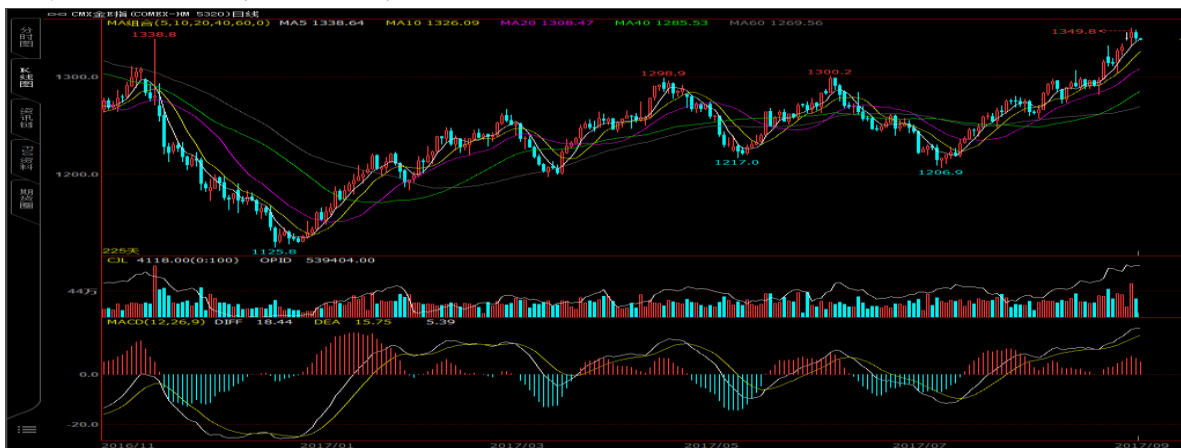 CMX金E指(COMEX-)(M 5320)日线
MA组合(5,10,20,40,60,0) MA5 1338.64 MA10 1326.09 MA20 1308.47 MA40 1285.53 MA60 1269.56
分时图
K线图
资讯
资料
期货圈
1338.8
1349.8
1300.0
1298.9
1300.2
1217.0
1200.0
1206.9
1125.8
225天
CJL 4118.00(0:100) OPID 539404.00
44万
MACD(12,26,9) DIFF 18.44 DEA 15.75 5.39
0.0
-20.0
2016/11 2017/01 2017/03 2017/05 2017/07 2017/09